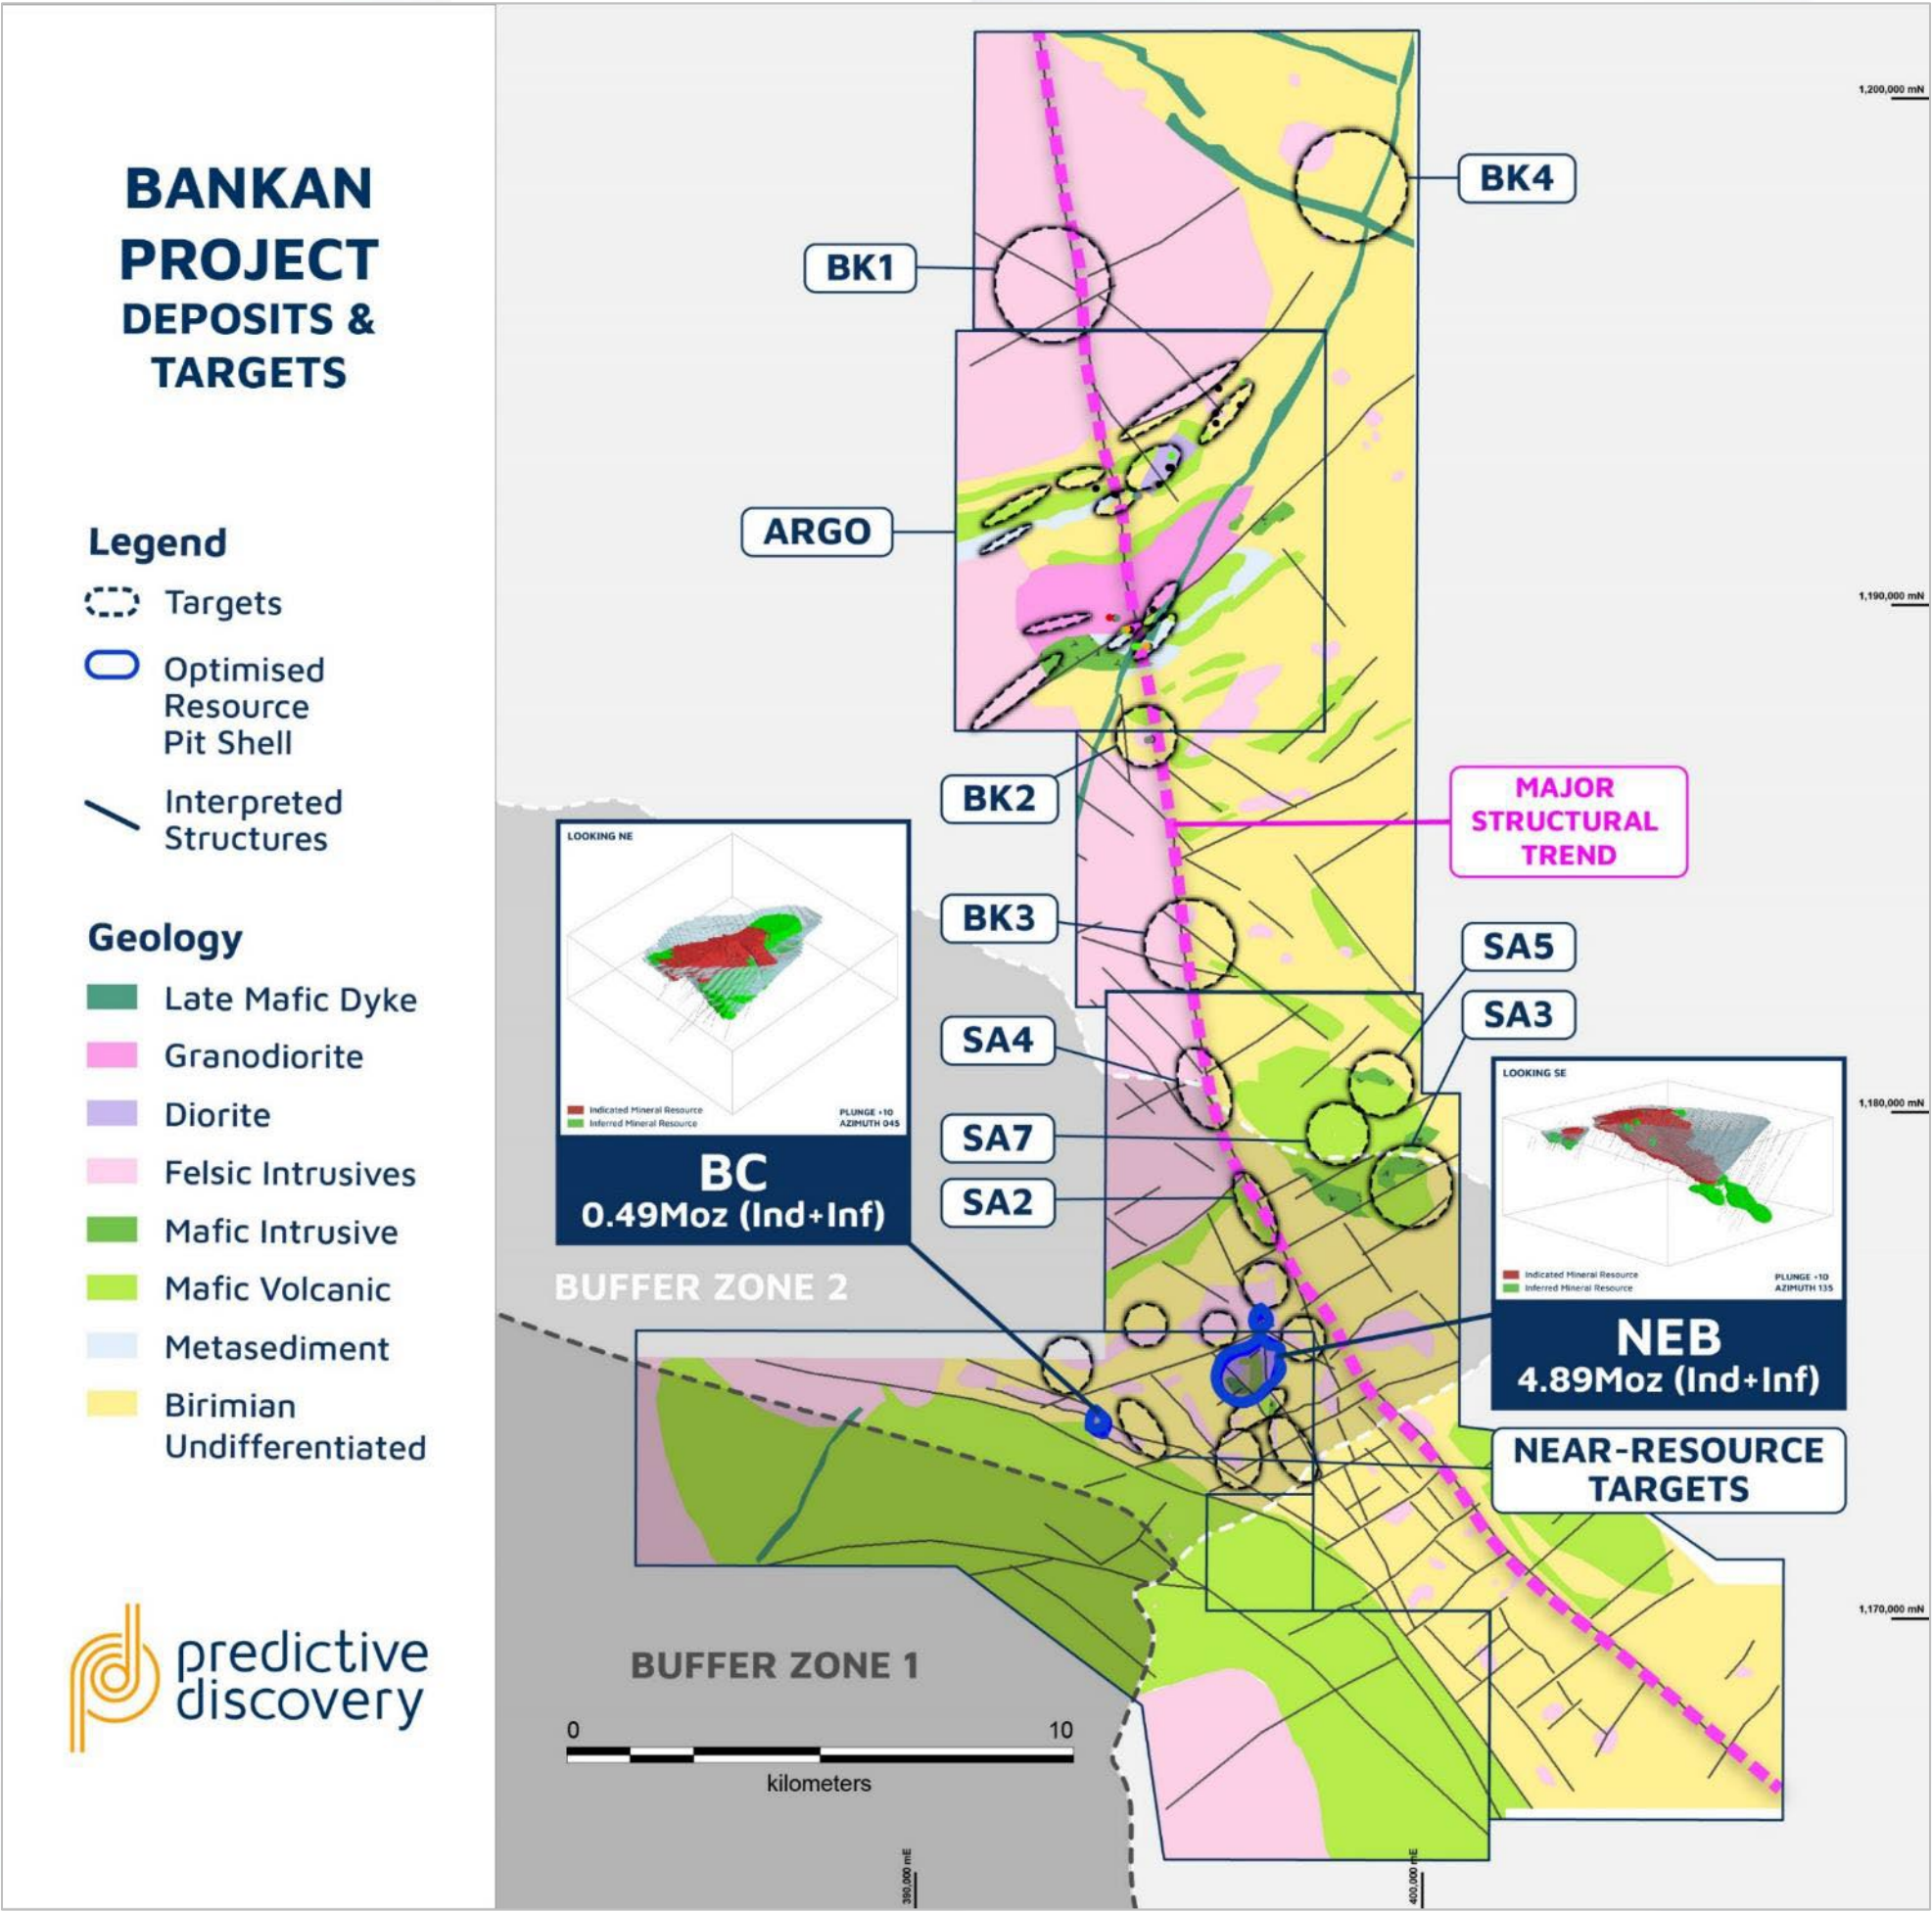 BANKAN
PROJECT
DEPOSITS &
TARGETS
Legend
Targets
Optimised
Resource
Pit Shell
Interpreted
Structures
Geology
Late Mafic Dyke
Granodiorite
Diorite
Felsic Intrusives
Mafic Intrusive
Mafic Volcanic
Metasediment
Birimian
Undifferentiated
predictive
discovery
1,200,000 mN
BK4
BK1
ARGO
1,190,000 mN
BK2
MAJOR
STRUCTURAL
TREND
LOOKING NE
Indicated Mineral Resource
Inferred Mineral Resource
PLUNGE +10
AZIMUTH 045
BC
0.49Moz (Ind+Inf)
BK3
SA5
SA3
SA4
SA7
SA2
1,180,000 mN
LOOKING SE
Indicated Mineral Resource
Inferred Mineral Resource
PLUNGE +10
AZIMUTH 135
NEB
4.89Moz (Ind+Inf)
BUFFER ZONE 2
NEAR-RESOURCE
TARGETS
1,170,000 mN
BUFFER ZONE 1
0 10
kilometers
390,000 mE
400,000 mE